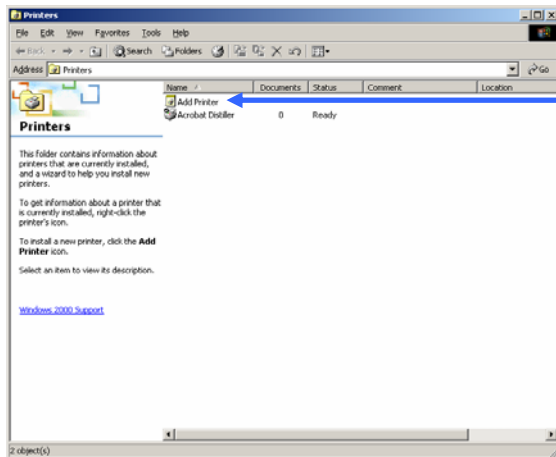 Printers
File Edit View Favorites Tools Help
Back Search Folders
Address Printers Go
Name Documents Status Comment Location
Add Printer
Acrobat Distiller 0 Ready
Printers
This folder contains information about
printers that are currently installed,
and a wizard to help you install new
printers.
To get information about a printer that
is currently installed, right-click the
printer's icon.
To install a new printer, click the Add
Printer icon.
Select an item to view its description.
Windows 2000 Support
2 object(s)